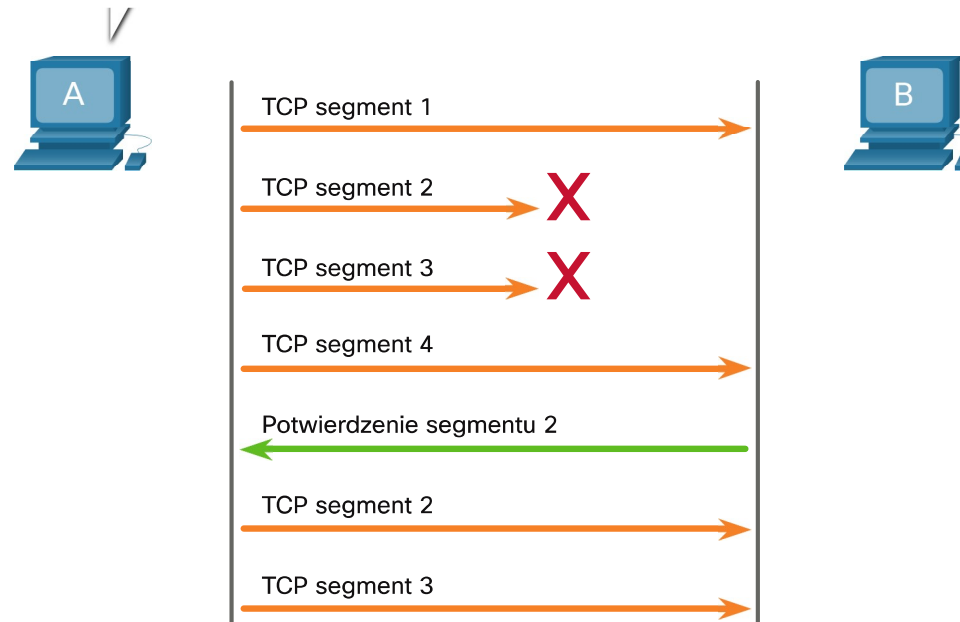 A
B
TCP segment 1
TCP segment 2
X
TCP segment 3
X
TCP segment 4
Potwierdzenie segmentu 2
TCP segment 2
TCP segment 3